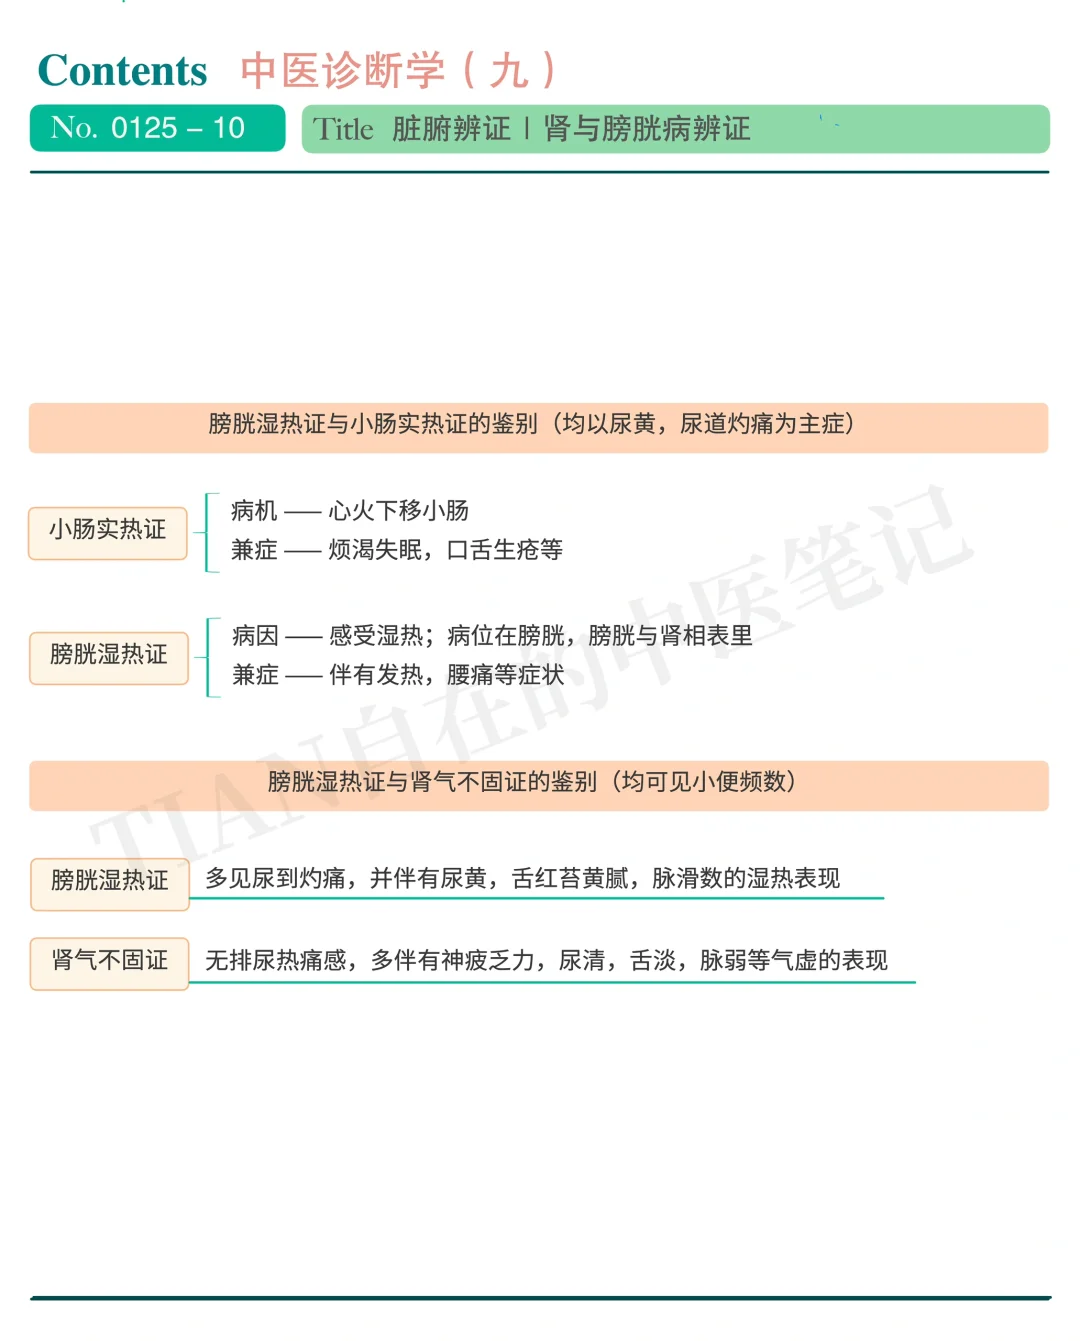 Contents 中医诊断学（九）
No. 0125 – 10
Title 脏腑辨证 | 肾与膀胱病辨证
膀胱湿热证与小肠实热证的鉴别（均以尿黄，尿道灼痛为主症）
小肠实热证
病机 —— 心火下移小肠
兼症 —— 烦渴失眠，口舌生疮等
膀胱湿热证
病因 —— 感受湿热；病位在膀胱，膀胱与肾相表里
兼症 —— 伴有发热，腰痛等症状
膀胱湿热证与肾气不固证的鉴别（均可见小便频数）
膀胱湿热证 多见尿到灼痛，并伴有尿黄，舌红苔黄腻，脉滑数的湿热表现
肾气不固证 无排尿热痛感，多伴有神疲乏力，尿清，舌淡，脉弱等气虚的表现
TIAN自在的中医笔记